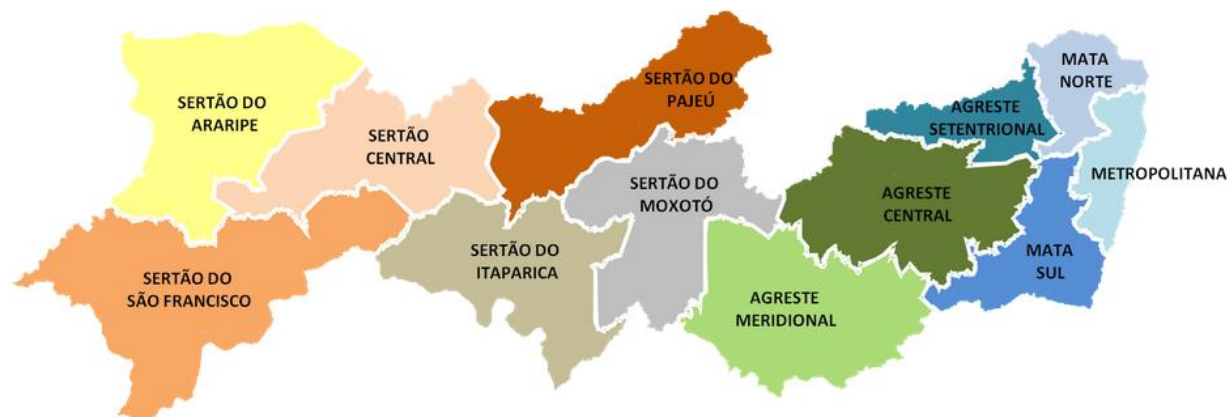 SERTÃO DO
ARARIPE
SERTÃO
CENTRAL
SERTÃO DO
PAJEÚ
MATA
NORTE
AGRESTE
SETENTRIONAL
METROPOLITANA
SERTÃO DO
MOXOTÓ
AGRESTE
CENTRAL
SERTÃO DO
SÃO FRANCISCO
SERTÃO DO
ITAPARICA
AGRESTE
MERIDIONAL
MATA
SUL